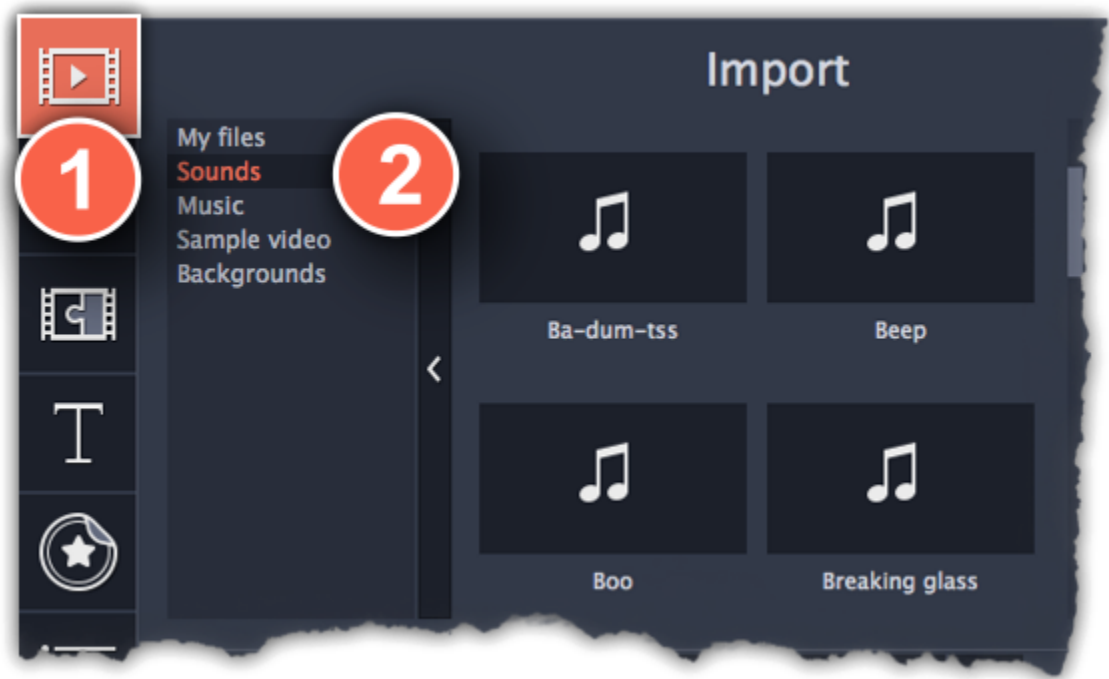 Import
1
My files
Sounds
2
Music
Sample video
Backgrounds
Ba-dum-tss
Beep
T
Boo
Breaking glass